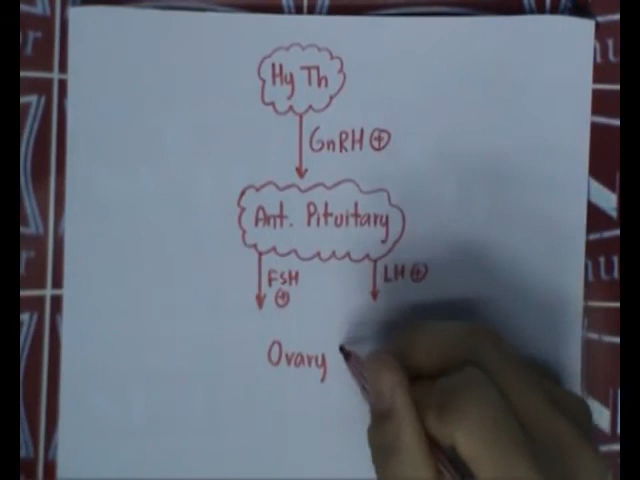 Hy Th
GnRH ⊕
Ant. Pituitary
FSH
⊕
LH ⊕
Ovary